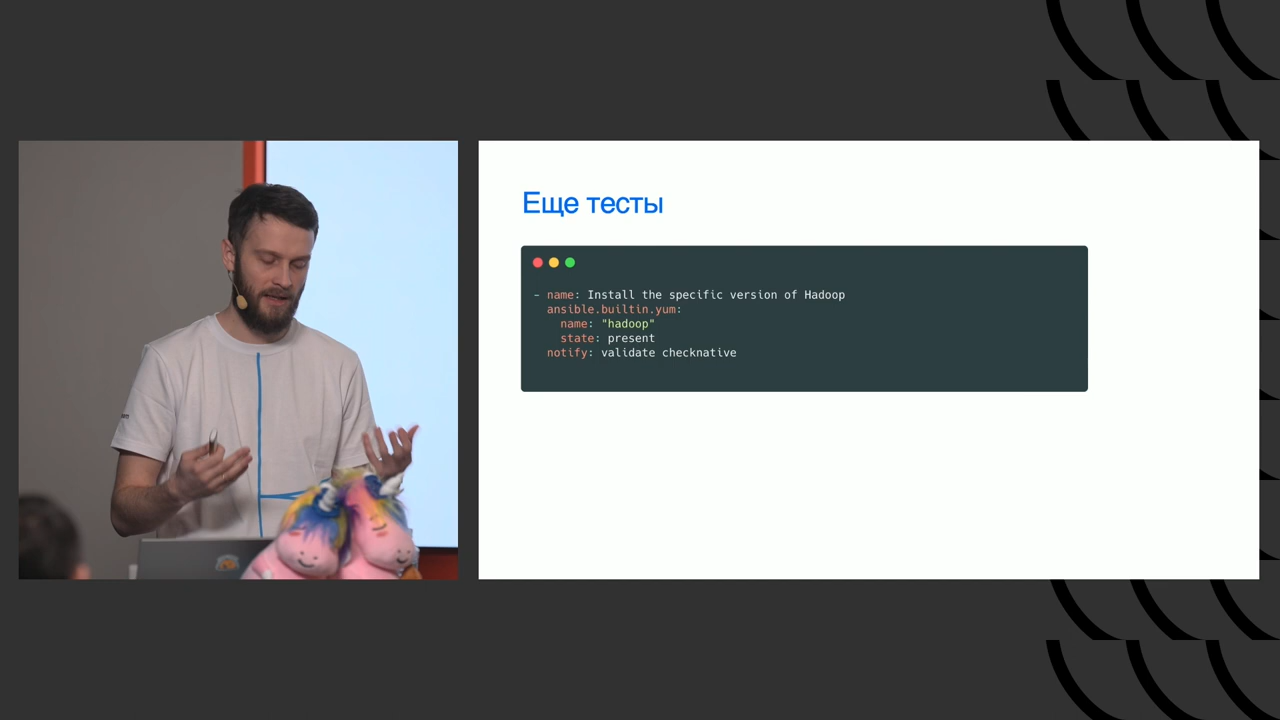 Еще тесты
- name: Install the specific version of Hadoop
  ansible.builtin.yum:
    name: "hadoop"
    state: present
  notify: validate checknative